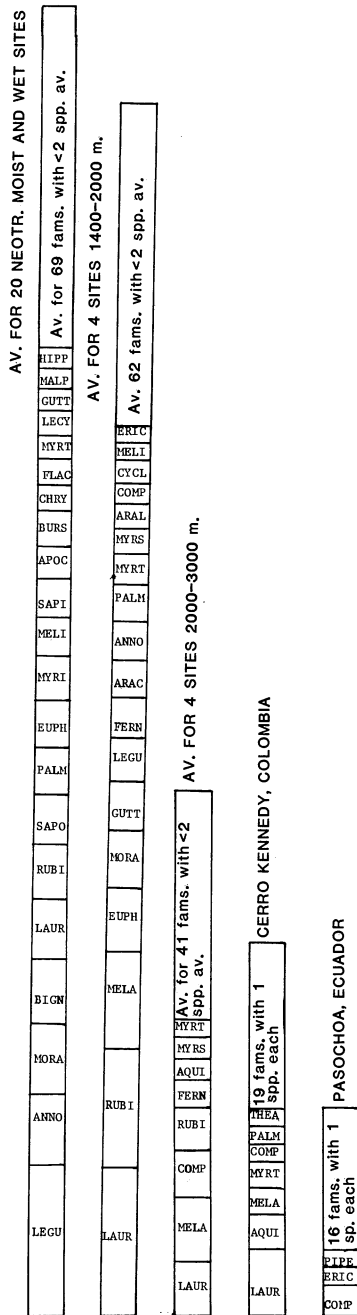 AV. FOR 20 NEOTR. MOIST AND WET SITES
Av. for 69 fams. with <2 spp. av.
HIPP
MALP
GUTT
LECY
MYRT
FLAC
CHRY
BURS
APOC
SAPI
MELI
MYRI
EUPH
PALM
SAPO
RUBI
LAUR
BIGN
MORA
ANNO
LEGU
AV. FOR 4 SITES 1400-2000 m.
Av. 62 fams. with <2 spp. av.
ERIC
MELI
CYCL
COMP
ARAL
MYRS
MYRT
PALM
ANNO
ARAC
FERN
LEGU
GUTT
MORA
EUPH
MELA
RUBI
LAUR
AV. FOR 4 SITES 2000-3000 m.
Av. for 41 fams. with <2
spp. av.
MYRT
MYRS
AQUI
FERN
RUBI
COMP
MELA
LAUR
CERRO KENNEDY, COLOMBIA
19 fams. with 1
spp. each
THEA
PALM
COMP
MYRT
MELA
AQUI
LAUR
PASOCHOA, ECUADOR
16 fams. with 1
sp. each
PIPE
ERIC
COMP